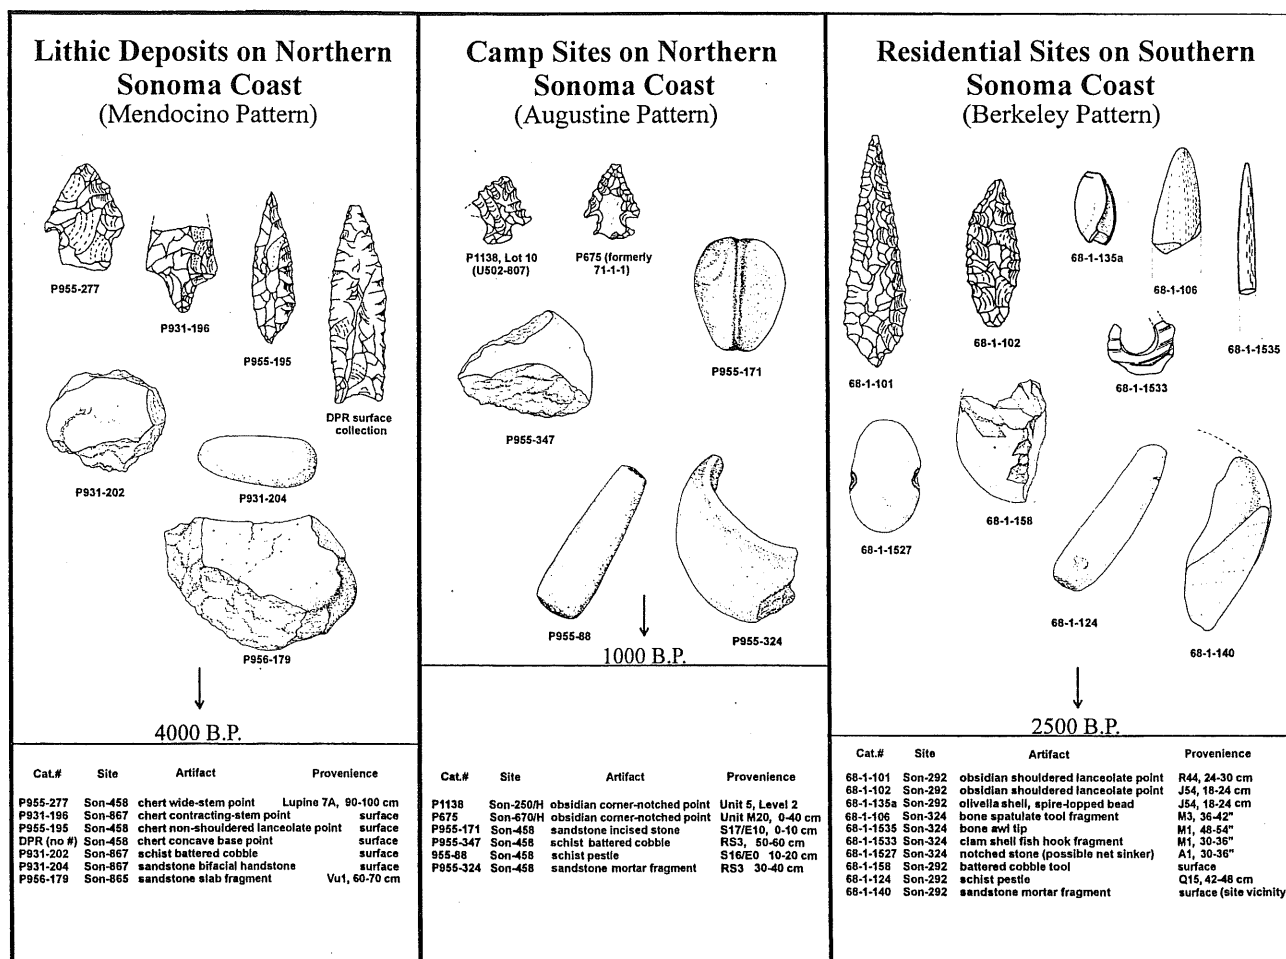 Lithic Deposits on Northern
Sonoma Coast
(Mendocino Pattern)
P955-277
P931-196
P955-195
DPR surface
collection
P931-202
P931-204
P956-179
4000 B.P.
Cat.# Site Artifact Provenience
P955-277 Son-458 chert wide-stem point Lupine 7A, 90-100 cm
P931-196 Son-867 chert contracting-stem point surface
P955-195 Son-458 chert non-shouldered lanceolate point surface
DPR (no #) Son-458 chert concave base point surface
P931-202 Son-867 schist battered cobble surface
P931-204 Son-867 sandstone bifacial handstone surface
P956-179 Son-865 sandstone slab fragment Vu1, 60-70 cm
Camp Sites on Northern
Sonoma Coast
(Augustine Pattern)
P1138, Lot 10
(U502-807)
P675 (formerly
71-1-1)
P955-171
P955-347
P955-88
P955-324
1000 B.P.
Cat.# Site Artifact Provenience
P1138 Son-250/H obsidian corner-notched point Unit 5, Level 2
P675 Son-670/H obsidian corner-notched point Unit M20, 0-40 cm
P955-171 Son-458 sandstone incised stone S17/E10, 0-10 cm
P955-347 Son-458 schist battered cobble RS3, 50-60 cm
955-88 Son-458 schist pestle S16/E0 10-20 cm
P955-324 Son-458 sandstone mortar fragment RS3 30-40 cm
Residential Sites on Southern
Sonoma Coast
(Berkeley Pattern)
68-1-101
68-1-102
68-1-135a
68-1-106
68-1-1535
68-1-1533
68-1-1527
68-1-158
68-1-124
68-1-140
2500 B.P.
Cat.# Site Artifact Provenience
68-1-101 Son-292 obsidian shouldered lanceolate point R44, 24-30 cm
68-1-102 Son-292 obsidian shouldered lanceolate point J54, 18-24 cm
68-1-135a Son-292 olivella shell, spire-lopped bead J54, 18-24 cm
68-1-106 Son-324 bone spatulate tool fragment M3, 36-42"
68-1-1535 Son-324 bone awl tip M1, 48-54"
68-1-1533 Son-324 clam shell fish hook fragment M1, 30-36"
68-1-1527 Son-324 notched stone (possible net sinker) A1, 30-36"
68-1-158 Son-292 battered cobble tool surface
68-1-124 Son-292 schist pestle Q15, 42-48 cm
68-1-140 Son-292 sandstone mortar fragment surface (site vicinity